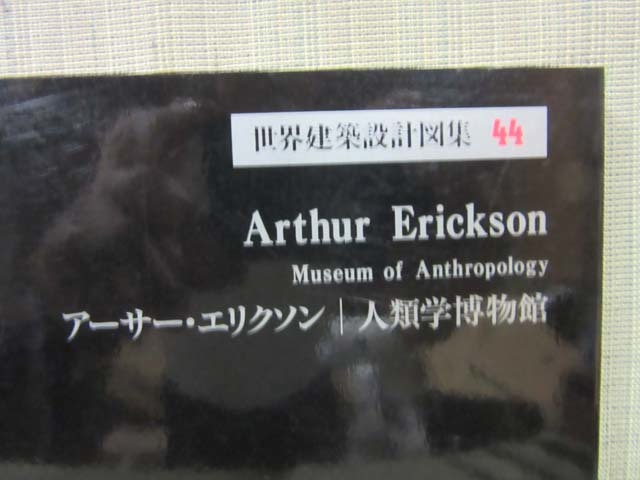 世界建築設計図集 44
Arthur Erickson
Museum of Anthropology
アーサー・エリクソン｜人類学博物館